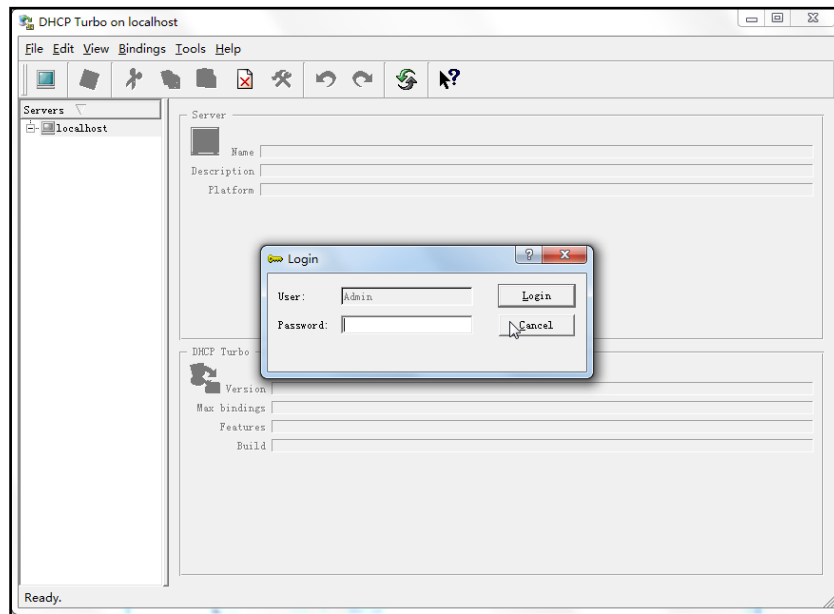 DHCP Turbo on localhost
File Edit View Bindings Tools Help
Servers
localhost
Server
Name
Description
Platform
Login
User: Admin
Login
Password:
Cancel
DHCP Turbo
Version
Max bindings
Features
Build
Ready.